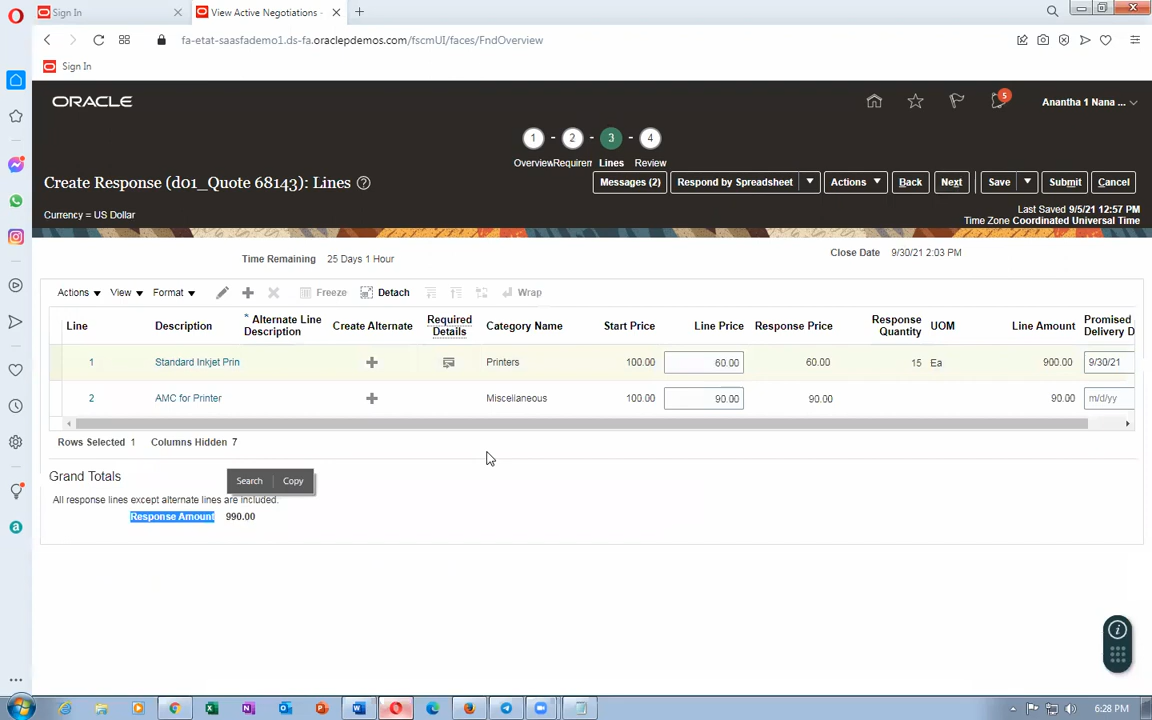 Sign In
View Active Negotiations -
fa-etat-saasfademo1.ds-fa.oraclepdemos.com/fscmUI/faces/FndOverview
Sign In
ORACLE
5
Anantha 1 Nana ...
1 2 3 4
Overview Requirem Lines Review
Create Response (d01_Quote 68143): Lines
Messages (2) Respond by Spreadsheet Actions Back Next Save Submit Cancel
Currency = US Dollar
Last Saved 9/5/21 12:57 PM
Time Zone Coordinated Universal Time
Time Remaining 25 Days 1 Hour
Close Date 9/30/21 2:03 PM
Actions View Format Freeze Detach Wrap
Line Description * Alternate Line Description Create Alternate Required Details Category Name Start Price Line Price Response Price Response Quantity UOM Line Amount Promised Delivery D
1 Standard Inkjet Prin Printers 100.00 60.00 60.00 15 Ea 900.00 9/30/21
2 AMC for Printer Miscellaneous 100.00 90.00 90.00 90.00 m/d/yy
Rows Selected 1 Columns Hidden 7
Grand Totals
Search Copy
All response lines except alternate lines are included.
Response Amount 990.00
6:28 PM